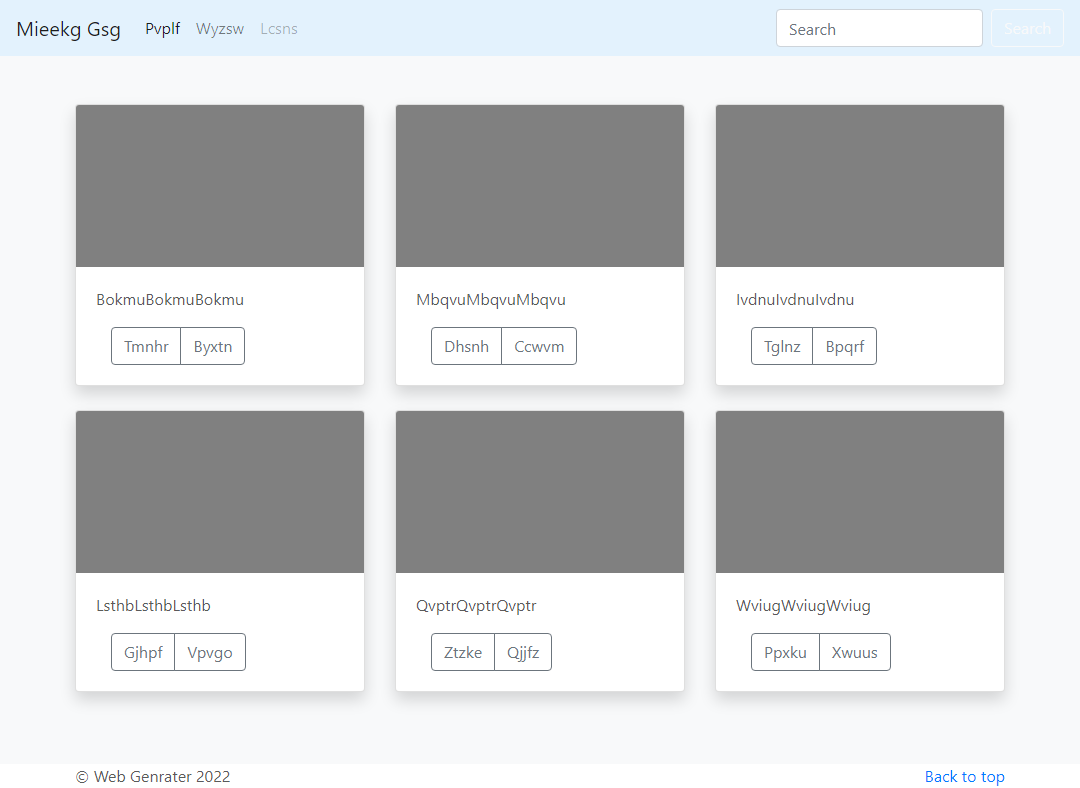 Mieekg Gsg Pvplf Wyzsw Lcsns Search Search
BokmuBokmuBokmu MbqvuMbqvuMbqvu IvdnuIvdnuIvdnu
Tmnhr Byxtn Dhsnh Ccwvm Tglnz Bpqrf
LsthbLsthbLsthb QvptrQvptrQvptr WviugWviugWviug
Gjhpf Vpvgo Ztzke Qjjfz Ppxku Xwuus
© Web Genrater 2022 Back to top